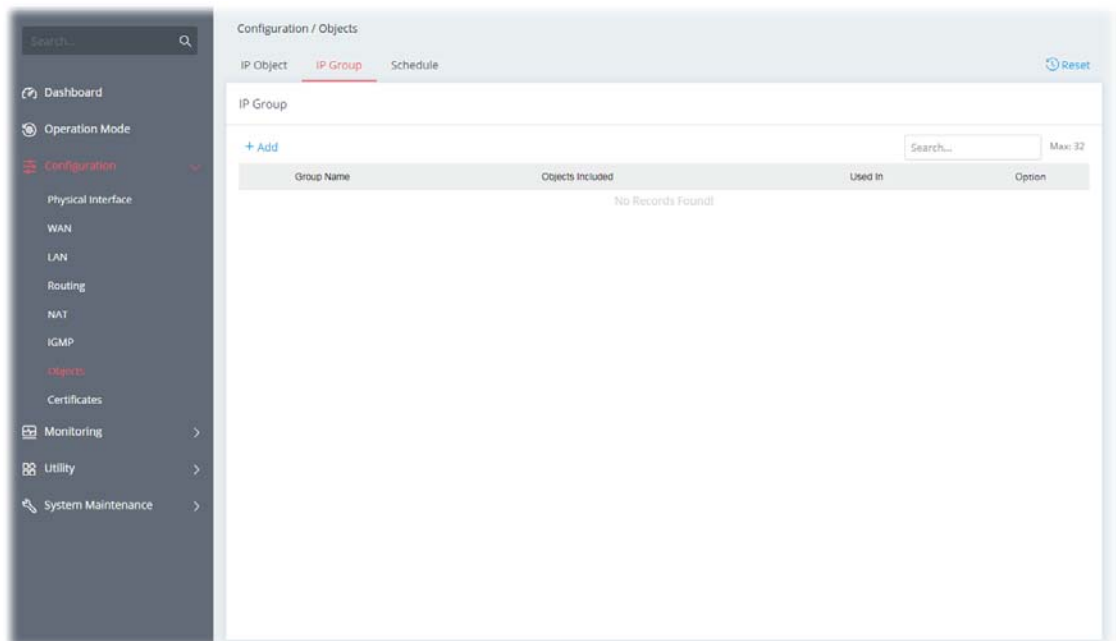 Search...
Dashboard
Operation Mode
Configuration
Physical Interface
WAN
LAN
Routing
NAT
IGMP
Objects
Certificates
Monitoring
Utility
System Maintenance
Configuration / Objects
IP Object IP Group Schedule Reset
IP Group
+ Add Search... Max: 32
Group Name Objects Included Used In Option
No Records Found!